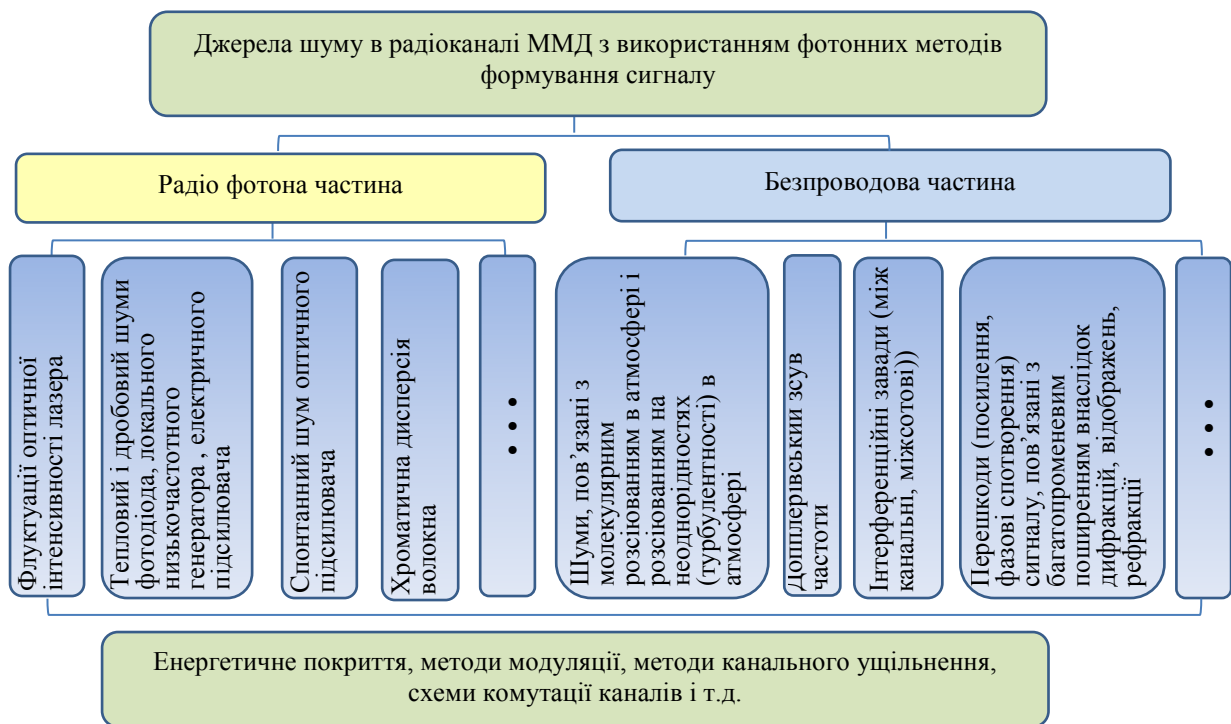 Джерела шуму в радіоканалі ММД з використанням фотонних методів
формування сигналу
Радіо фотона частина
Безпроводова частина
Флуктуації оптичної
інтенсивності лазера
Тепловий і дробовий шуми
фотодіода, локального
низькочастотного
генератора , електричного
підсилювача
Спонтанний шум оптичного
підсилювача
Хроматична дисперсія
волокна
...
Шуми, пов’язані з
молекулярним
розсіюванням в атмосфері і
розсіюванням на
неоднорідностях
(турбулентності) в
атмосфері
Допплерівський зсув
частоти
Інтерференційні завади (між
канальні, міжсотові))
Перешкоди (посилення,
фазові спотворення)
сигналу, пов’язані з
багатопроменевим
поширенням внаслідок
дифракцій, відображень,
рефракції
...
Енергетичне покриття, методи модуляції, методи канального ущільнення,
схеми комутації каналів і т.д.